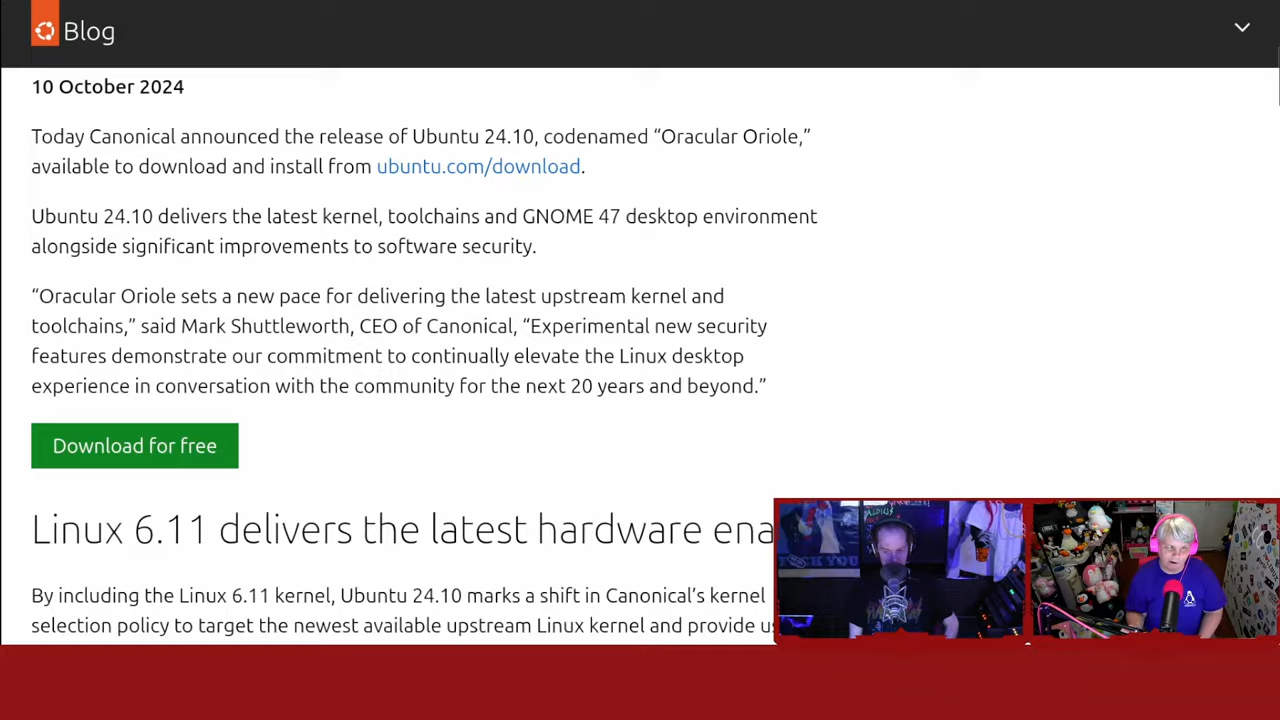 Blog
10 October 2024
Today Canonical announced the release of Ubuntu 24.10, codenamed “Oracular Oriole,”
available to download and install from ubuntu.com/download.
Ubuntu 24.10 delivers the latest kernel, toolchains and GNOME 47 desktop environment
alongside significant improvements to software security.
“Oracular Oriole sets a new pace for delivering the latest upstream kernel and
toolchains,” said Mark Shuttleworth, CEO of Canonical, “Experimental new security
features demonstrate our commitment to continually elevate the Linux desktop
experience in conversation with the community for the next 20 years and beyond.”
Download for free
Linux 6.11 delivers the latest hardware ena
By including the Linux 6.11 kernel, Ubuntu 24.10 marks a shift in Canonical’s kernel
selection policy to target the newest available upstream Linux kernel and provide us